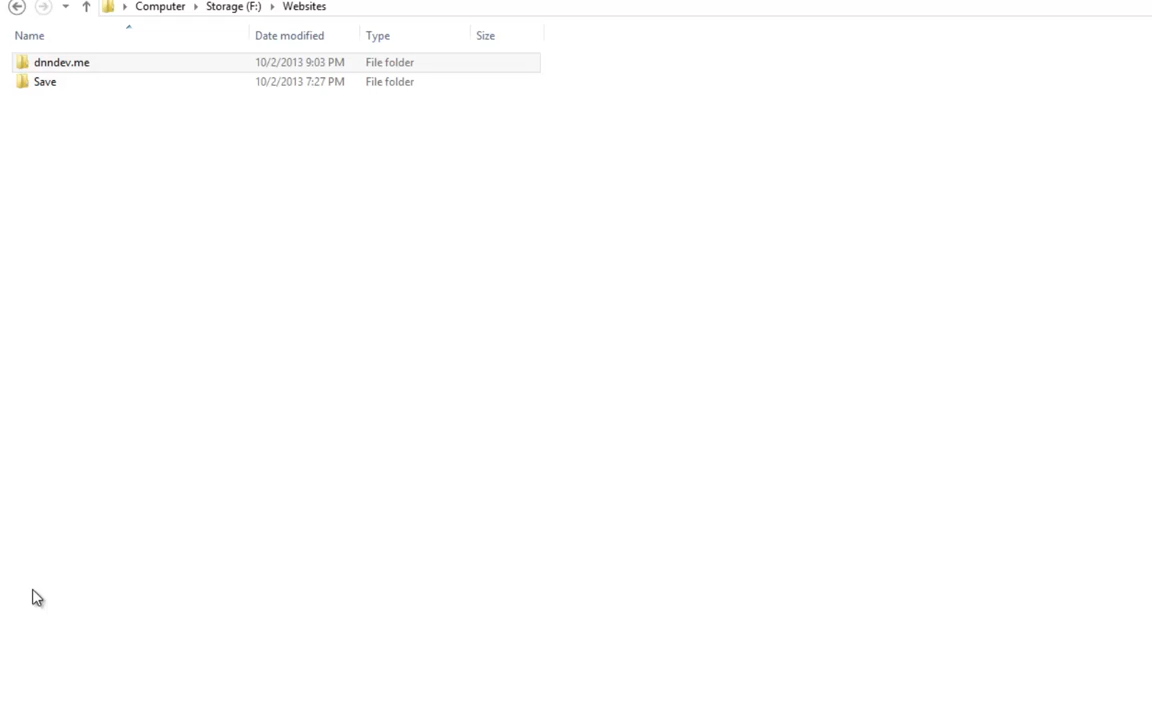 Computer Storage (F:) Websites
Name Date modified Type Size
dnndev.me 10/2/2013 9:03 PM File folder
Save 10/2/2013 7:27 PM File folder